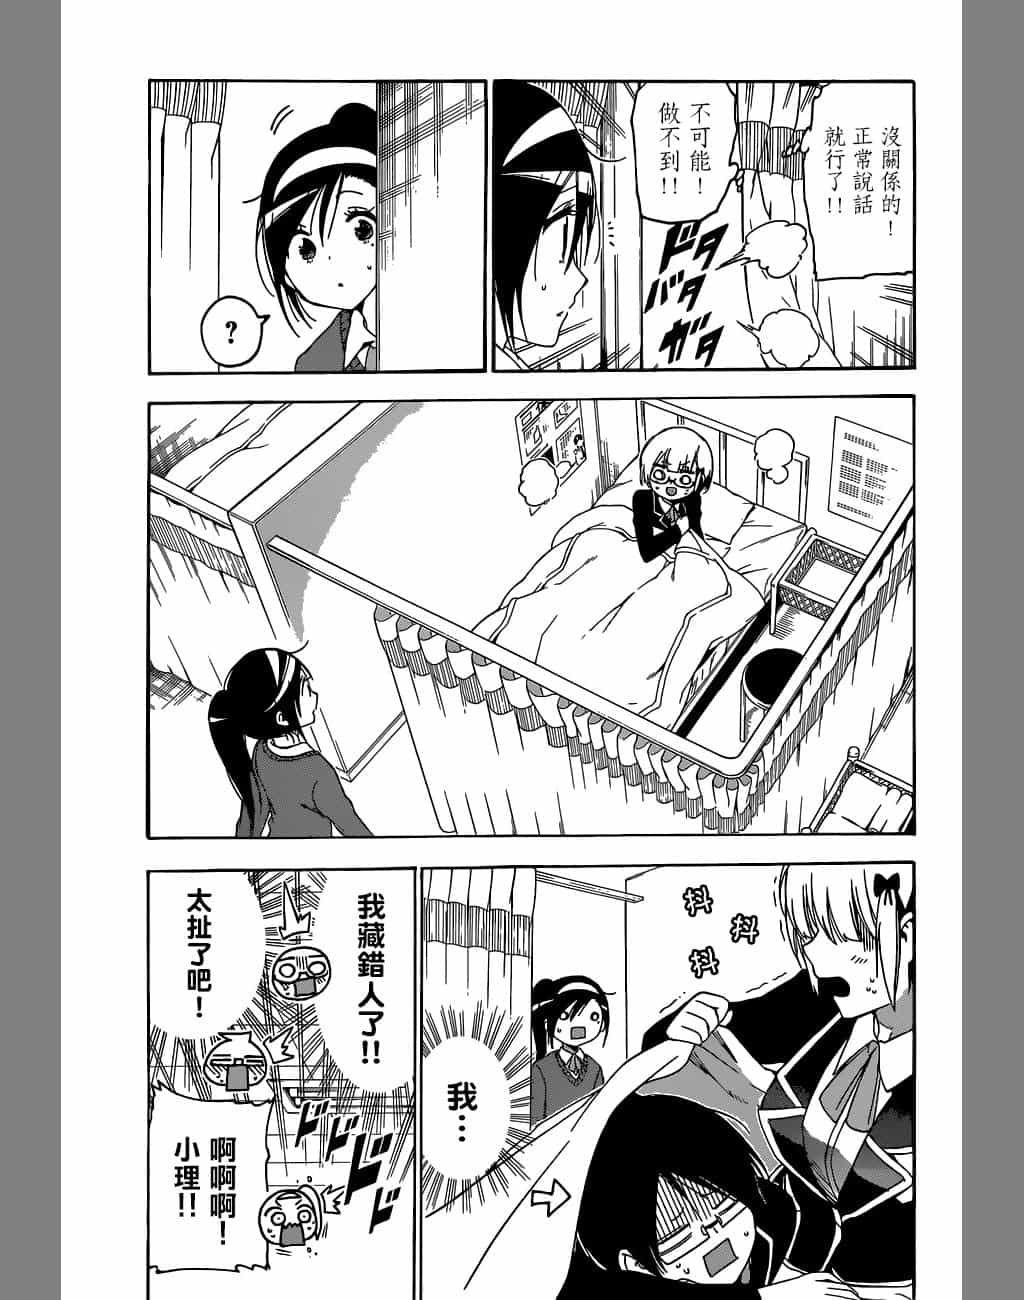 沒關係的！
正常說話
就行了!!
不可能！
做不到!!
ドタ
バタ
ガタ
?
抖
抖
抖
我…
我藏錯人了!!
太扯了吧！
ドドドド
啊啊啊！
小理!!